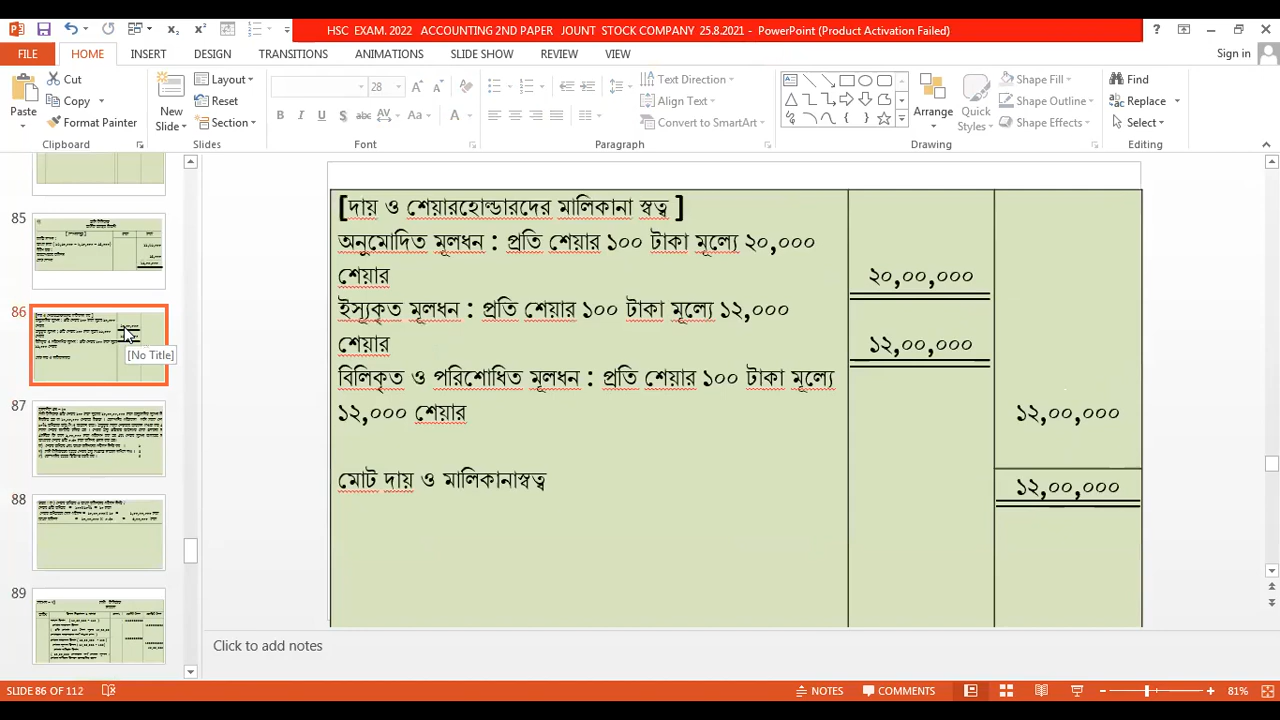 HSC EXAM. 2022 ACCOUNTING 2ND PAPER JOUNT STOCK COMPANY 25.8.2021 - PowerPoint (Product Activation Failed)
FILE HOME INSERT DESIGN TRANSITIONS ANIMATIONS SLIDE SHOW REVIEW VIEW Sign in
Paste Cut Copy Format Painter
New Slide Layout Reset Section
28
Text Direction Align Text Convert to SmartArt
Arrange Quick Styles
Shape Fill Shape Outline Shape Effects
Find Replace Select
Clipboard Slides Font Paragraph Drawing Editing
85
86
[No Title]
87
88
89
[দায় ও শেয়ারহোল্ডারদের মালিকানা স্বত্ব ]
অনুমোদিত মূলধন : প্রতি শেয়ার ১০০ টাকা মূল্যে ২০,০০০
শেয়ার ২০,০০,০০০
ইস্যুকৃত মূলধন : প্রতি শেয়ার ১০০ টাকা মূল্যে ১২,০০০
শেয়ার ১২,০০,০০০
বিলিকৃত ও পরিশোধিত মূলধন : প্রতি শেয়ার ১০০ টাকা মূল্যে
১২,০০০ শেয়ার ১২,০০,০০০
মোট দায় ও মালিকানাস্বত্ব ১২,০০,০০০
Click to add notes
SLIDE 86 OF 112 NOTES COMMENTS 81%